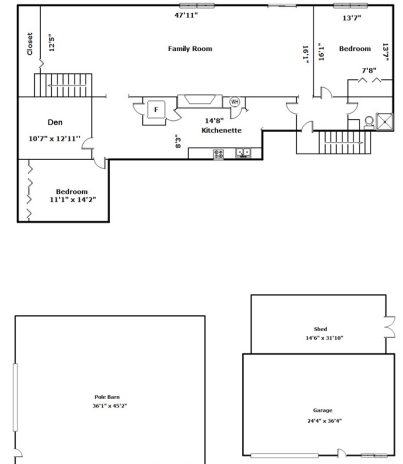 47'11"
13'7"
Closet
12'5"
Family Room
16'1"
16'1"
Bedroom
13'7"
7'8"
F
WH
14'8"
Kitchenette
8'3"
Den
10'7" x 12'11"
Bedroom
11'1" x 14'2"
Shed
14'6" x 31'10"
Pole Barn
36'1" x 45'2"
Garage
24'4" x 36'4"